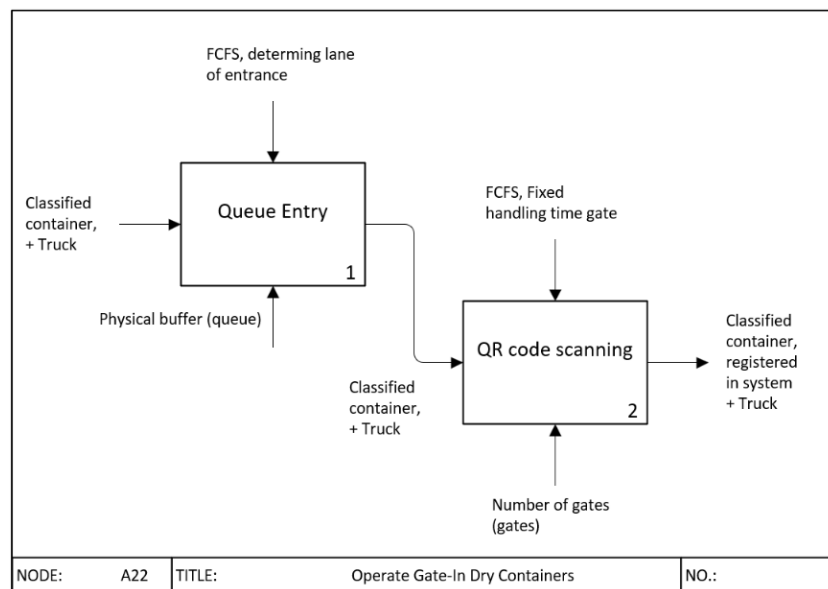 FCFS, determing lane
of entrance
Classified
container,
+ Truck
Queue Entry
1
Physical buffer (queue)
FCFS, Fixed
handling time gate
Classified
container,
+ Truck
QR code scanning
2
Classified
container,
registered
in system
+ Truck
Number of gates
(gates)
NODE: A22 TITLE: Operate Gate-In Dry Containers NO.: